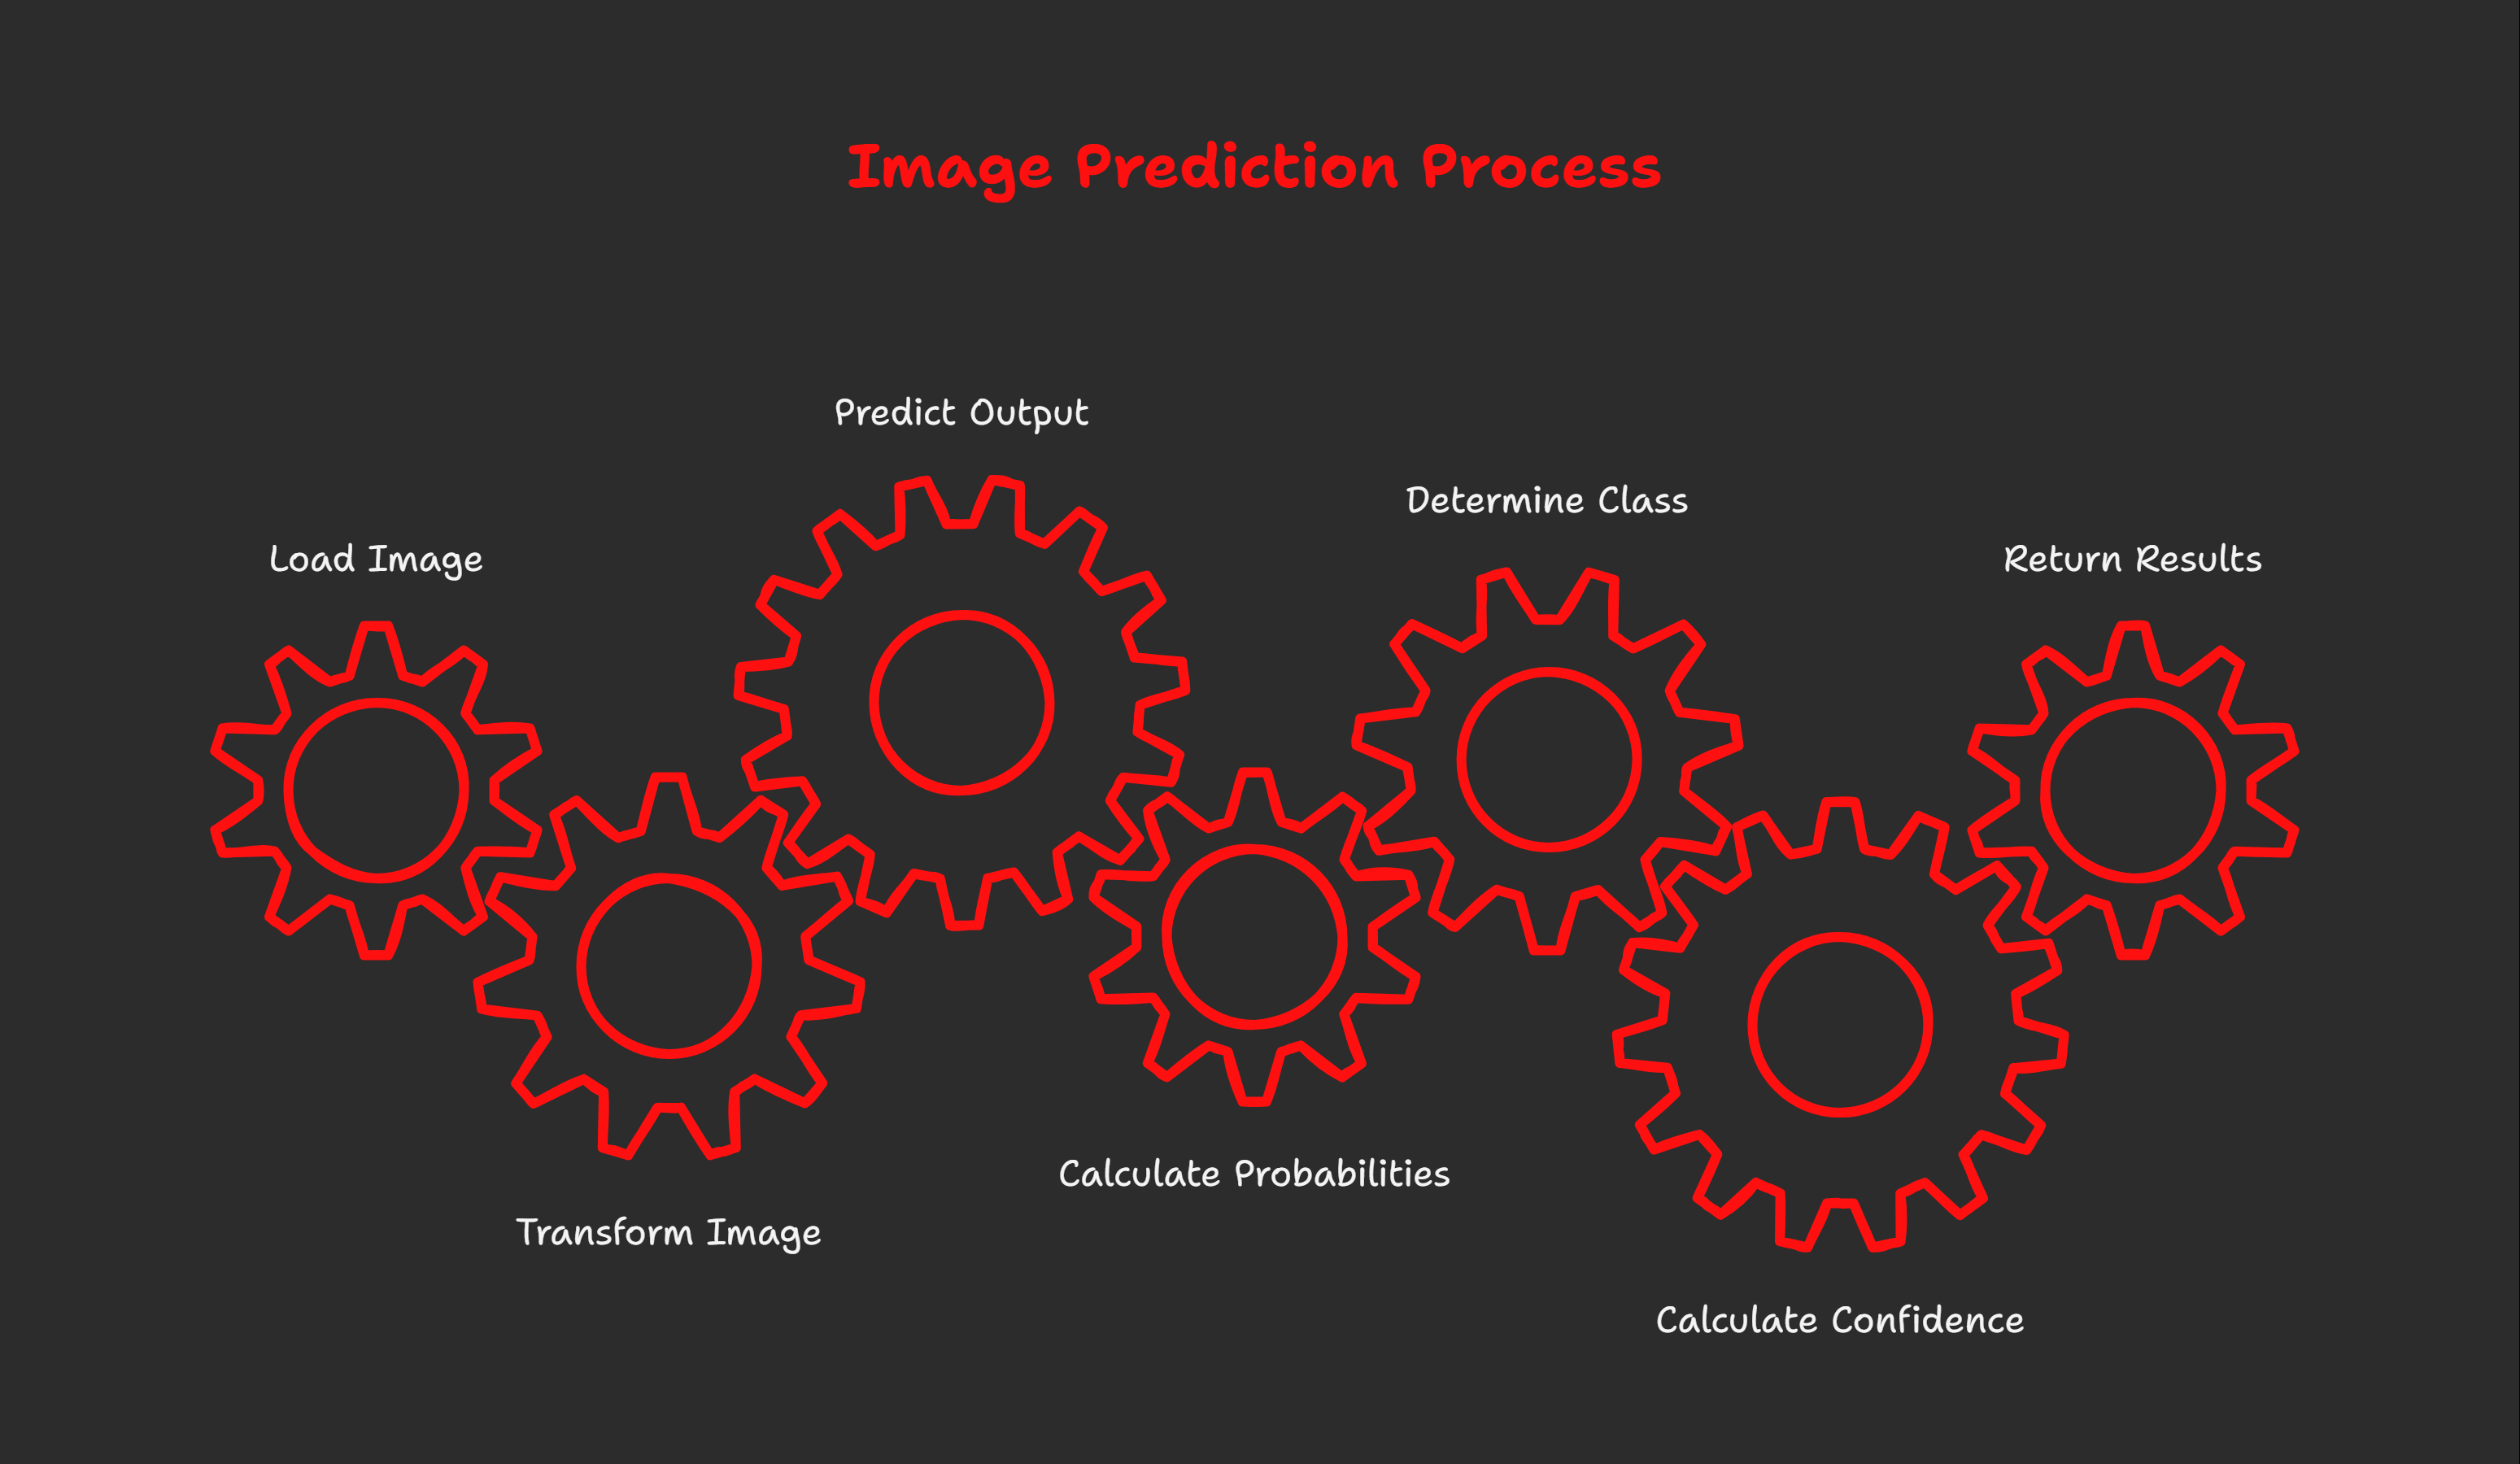 Image Prediction Process
Predict Output
Determine Class
Load Image
Return Results
Calculate Probabilities
Transform Image
Calculate Confidence